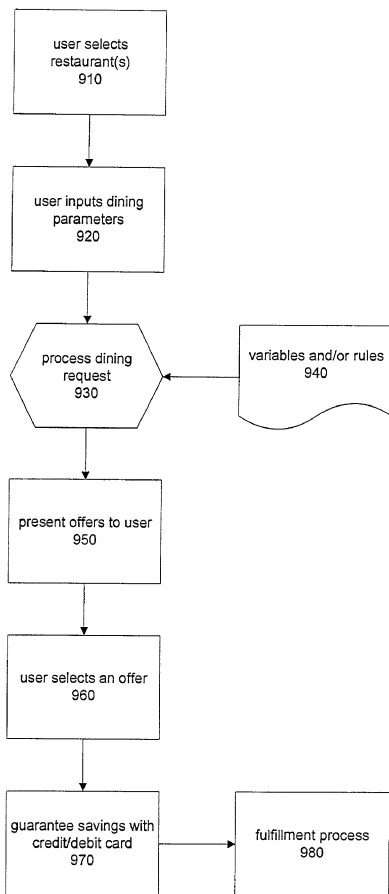 user selects
restaurant(s)
910
user inputs dining
parameters
920
process dining
request
930
variables and/or rules
940
present offers to user
950
user selects an offer
960
guarantee savings with
credit/debit card
970
fulfillment process
980